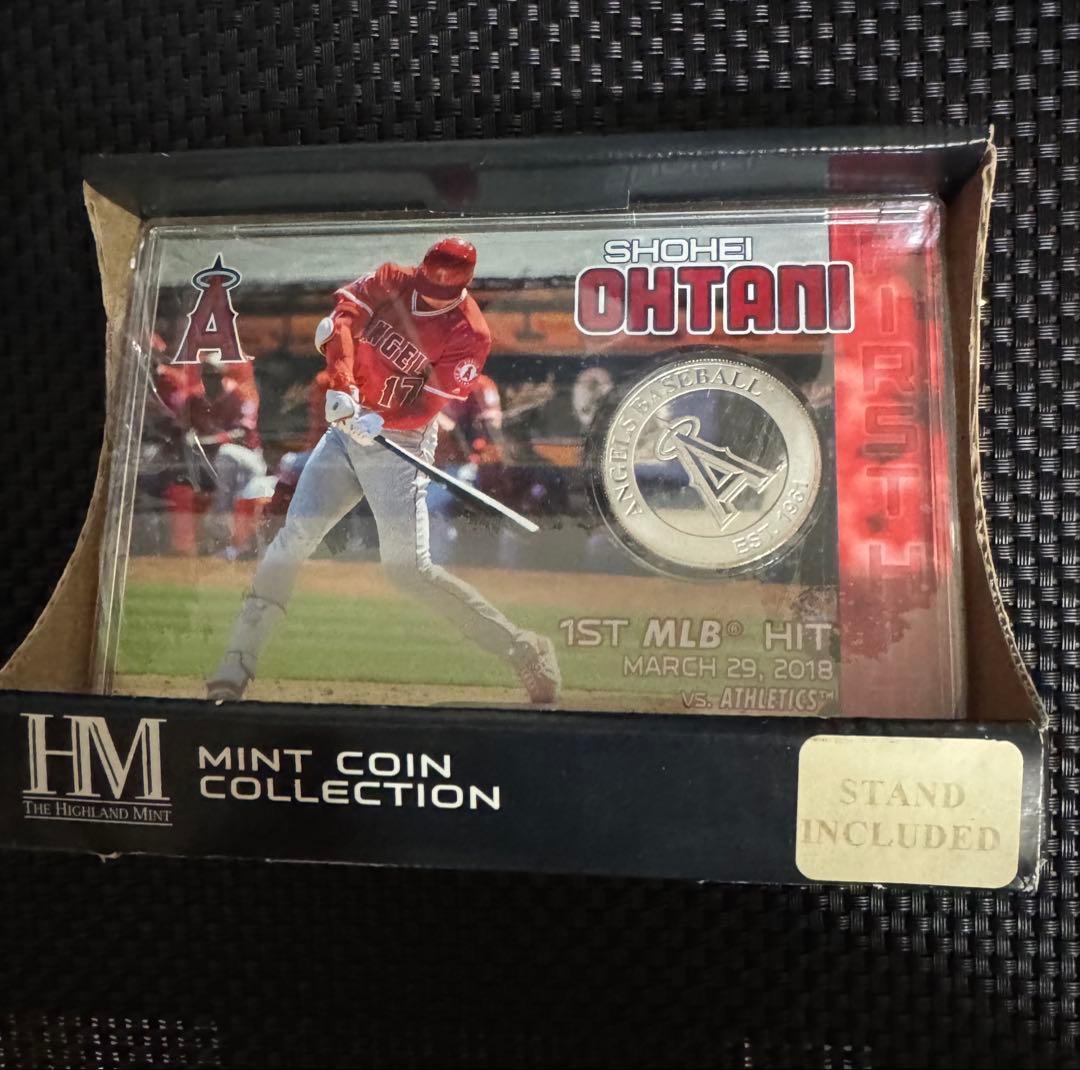 SHOHEI
OHTANI
A
ANGELS
17
ANGELS BASEBALL™
A
EST. 1961
FIRST H
1ST MLB® HIT
MARCH 29, 2018
VS. ATHLETICS™
HM
THE HIGHLAND MINT
MINT COIN
COLLECTION
STAND
INCLUDED